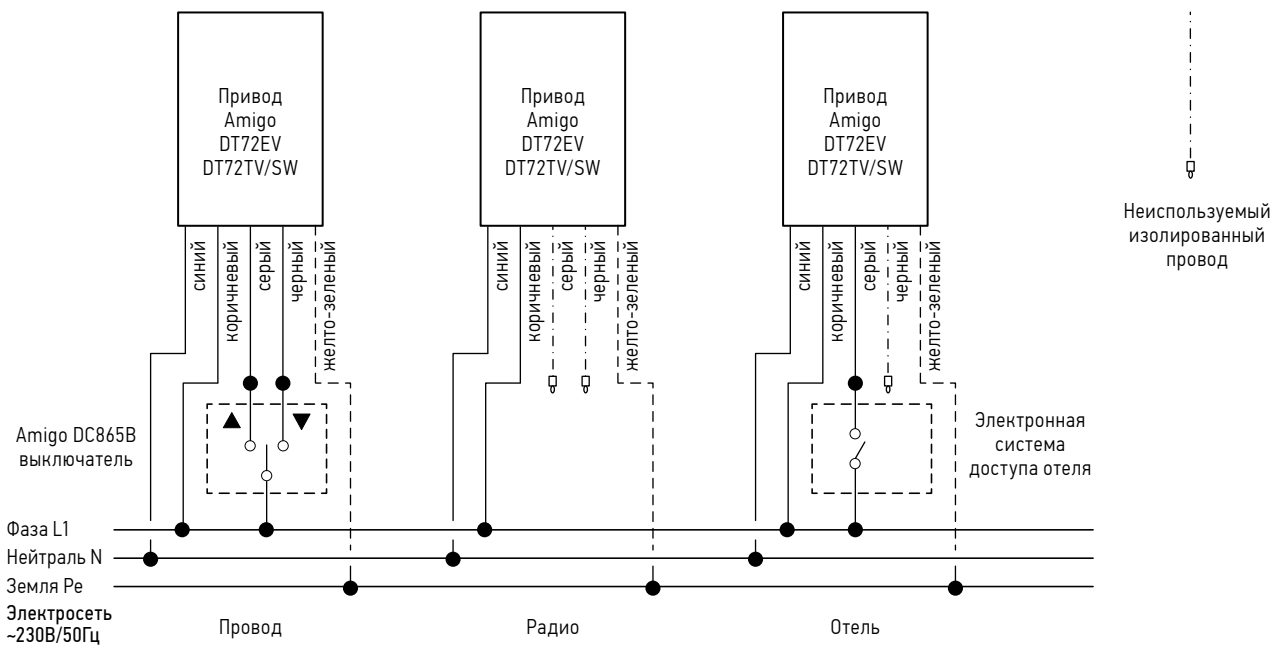 Привод
Amigo
DT72EV
DT72TV/SW
Привод
Amigo
DT72EV
DT72TV/SW
Привод
Amigo
DT72EV
DT72TV/SW
Неиспользуемый
изолированный
провод
синий
коричневый
серый
черный
желто-зеленый
синий
коричневый
серый
черный
желто-зеленый
синий
коричневый
серый
черный
желто-зеленый
Amigo DC865B
выключатель
Электронная
система
доступа отеля
Фаза L1
Нейтраль N
Земля Pe
Электросеть
~230В/50Гц
Провод
Радио
Отель